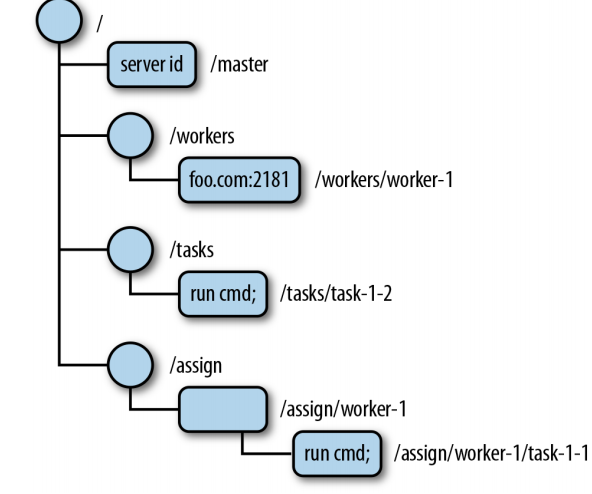 /
server id /master
/workers
foo.com:2181 /workers/worker-1
/tasks
run cmd; /tasks/task-1-2
/assign
/assign/worker-1
run cmd; /assign/worker-1/task-1-1